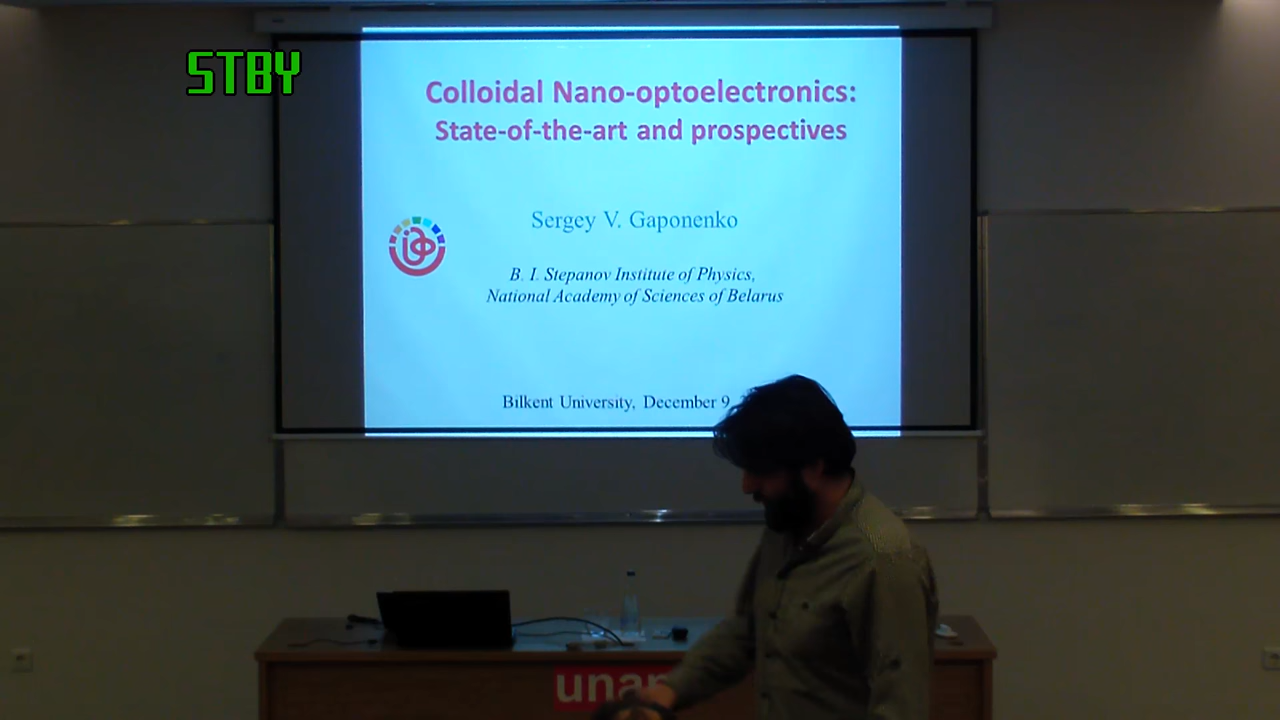 STBY
Colloidal Nano-optoelectronics:
State-of-the-art and prospectives
Sergey V. Gaponenko
B. I. Stepanov Institute of Physics,
National Academy of Sciences of Belarus
Bilkent University, December 9
una